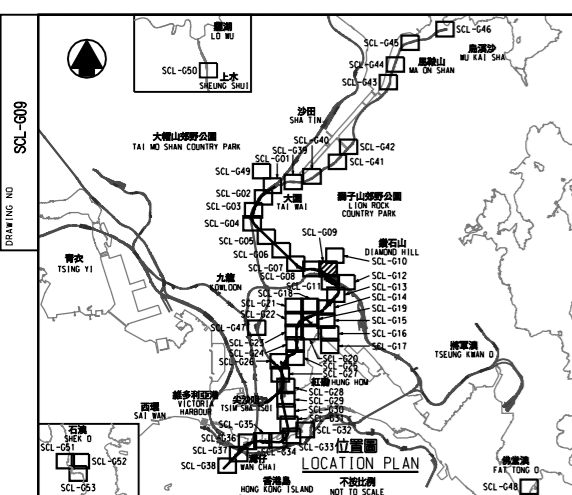 DRAWING NO
SCL-G09
羅湖
LO WU
SCL-G50
上水
SHEUNG SHUI
SCL-G46
SCL-G45
烏溪沙
WU KAI SHA
SCL-G44
馬鞍山
MA ON SHAN
SCL-G43
沙田
SHA TIN
大帽山郊野公園
TAI MO SHAN COUNTRY PARK
SCL-G40
SCL-G39
SCL-G42
SCL-G41
SCL-G49
SCL-G01
SCL-G02
大圍
TAI WAI
SCL-G03
SCL-G04
獅子山郊野公園
LION ROCK
COUNTRY PARK
SCL-G05
SCL-G09
SCL-G06
鑽石山
DIAMOND HILL
SCL-G07
SCL-G10
SCL-G08
青衣
TSING YI
九龍
KOWLOON
SCL-G11
SCL-G12
SCL-G13
SCL-G18
SCL-G14
SCL-G21
SCL-G19
SCL-G22
SCL-G15
SCL-G47
SCL-G16
SCL-G23
SCL-G17
SCL-G24
SCL-G20
SCL-G26
SCL-G25
SCL-G27
將軍澳
TSEUNG KWAN O
紅磡
HUNG HOM
維多利亞港
VICTORIA
HARBOUR
尖沙咀
TSIM SHA TSUI
SCL-G28
SCL-G29
SCL-G30
西環
SAI WAN
SCL-G32
SCL-G35
SCL-G36
SCL-G33
SCL-G34
SCL-G37
灣仔
WAN CHAI
SCL-G38
位置圖
LOCATION PLAN
香港島
HONG KONG ISLAND
不按比例
NOT TO SCALE
石澳
SHEK O
SCL-G51
SCL-G52
SCL-G53
佛堂澳
FAT TONG O
SCL-G48